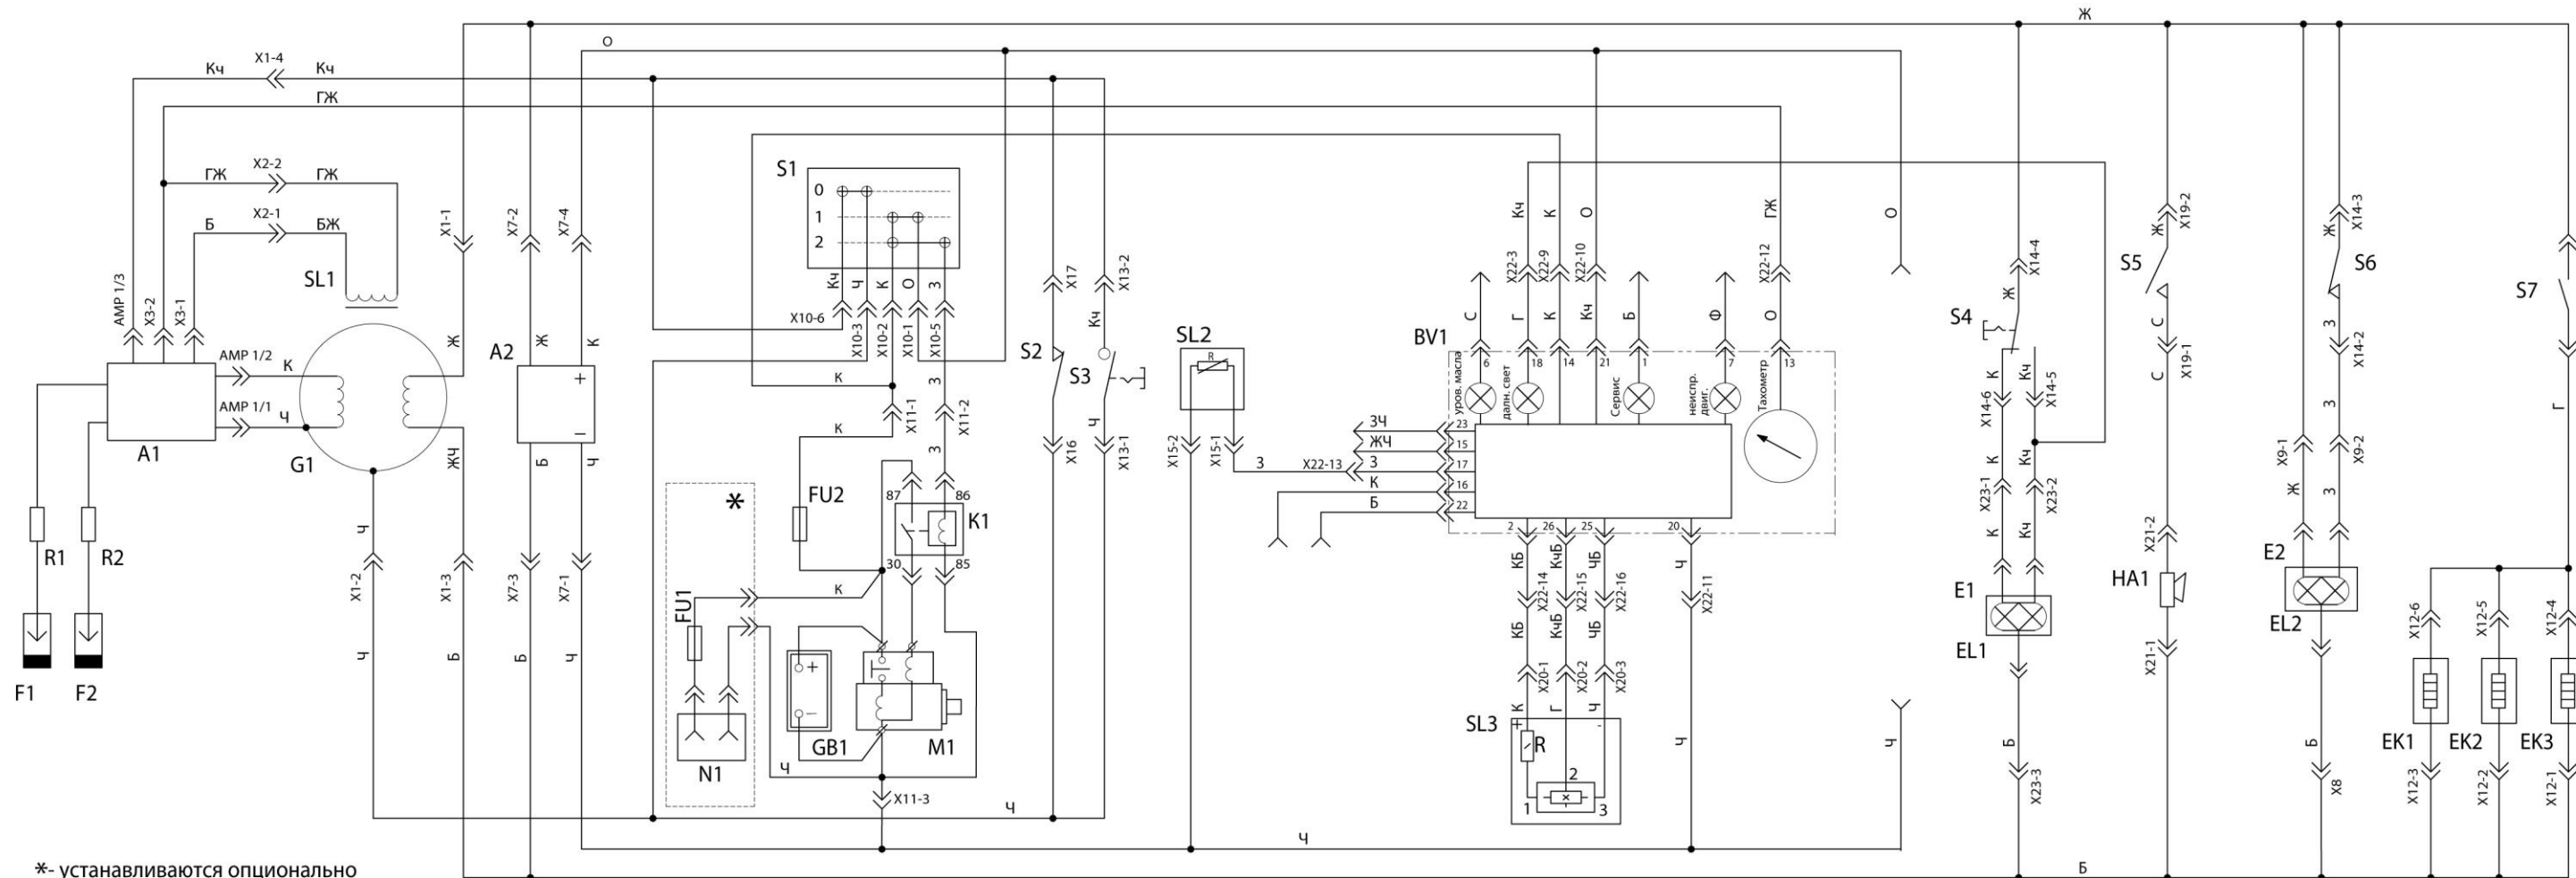 Ж
О
Кч X1-4 Кч
ГЖ
X2-2
ГЖ ГЖ
X2-1
Б БЖ
SL1
AMP 1/3
X3-2
X3-1
AMP 1/2
К
AMP 1/1
Ч
A1
G1
R1
R2
F1
F2
X1-1
Ж
ЖЧ
Ч
X1-2
X1-3
Ч
Б
X7-2
X7-4
A2
Ж
К
+
–
Б
Ч
X7-3
X7-1
Б
Ч
S1
0
1
2
Кч
Ч
К
О
З
X10-6
X10-3
X10-2
X10-1
X10-5
К
З
X11-1
X11-2
К
З
FU2
87
86
K1
30
85
*
FU1
К
N1
+
–
GB1
M1
Ч
X11-3
Ч
S2
X17
X16
S3
X13-2
Кч
Ч
X13-1
SL2
R
X15-2
X15-1
З
X22-13
З
Ч
BV1
Кч
К
О
ГЖ
О
X22-3
X22-9
X22-10
X22-12
С
Г
К
Кч
Б
Ф
О
6
18
14
21
1
7
13
уров. масла
далн. свет
Сервис
неиспр.
двиг.
Тахометр
ЗЧ
23
ЖЧ
15
17
К
16
Б
22
2
26
25
20
КБ
КчБ
ЧБ
Ч
X22-14
X22-15
X22-16
X22-11
КБ
КчБ
ЧБ
X20-1
X20-2
X20-3
К
Г
Ч
SL3
+
-
R
2
x
1
3
Ч
Ч
X14-4
Ж
S4
К
Кч
X14-6
X14-5
К
Кч
X23-1
X23-2
К
Кч
E1
EL1
Б
X23-3
X19-2
Ж
S5
С
X19-1
С
X21-2
HA1
X21-1
X14-3
Ж
S6
З
X14-2
З
X9-1
X9-2
Ж
З
E2
EL2
Б
X8
S7
Г
X12-6
X12-5
X12-4
EK1
EK2
EK3
X12-3
X12-2
X12-1
Б
*- устанавливаются опционально